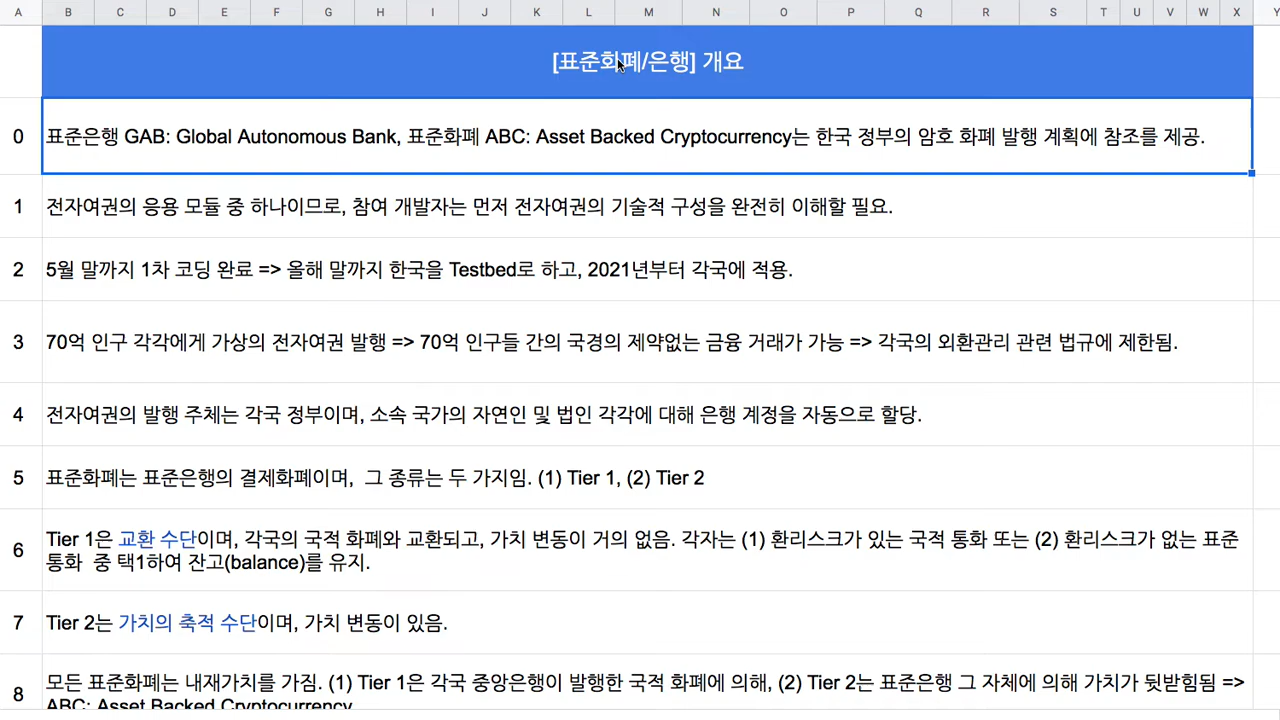 A B C D E F G H I J K L M N O P Q R S T U V W X Y
[표준화폐/은행] 개요
0 표준은행 GAB: Global Autonomous Bank, 표준화폐 ABC: Asset Backed Cryptocurrency는 한국 정부의 암호 화폐 발행 계획에 참조를 제공.
1 전자여권의 응용 모듈 중 하나이므로, 참여 개발자는 먼저 전자여권의 기술적 구성을 완전히 이해할 필요.
2 5월 말까지 1차 코딩 완료 => 올해 말까지 한국을 Testbed로 하고, 2021년부터 각국에 적용.
3 70억 인구 각각에게 가상의 전자여권 발행 => 70억 인구들 간의 국경의 제약없는 금융 거래가 가능 => 각국의 외환관리 관련 법규에 제한됨.
4 전자여권의 발행 주체는 각국 정부이며, 소속 국가의 자연인 및 법인 각각에 대해 은행 계정을 자동으로 할당.
5 표준화폐는 표준은행의 결제화폐이며, 그 종류는 두 가지임. (1) Tier 1, (2) Tier 2
6 Tier 1은 교환 수단이며, 각국의 국적 화폐와 교환되고, 가치 변동이 거의 없음. 각자는 (1) 환리스크가 있는 국적 통화 또는 (2) 환리스크가 없는 표준
통화 중 택1하여 잔고(balance)를 유지.
7 Tier 2는 가치의 축적 수단이며, 가치 변동이 있음.
8 모든 표준화폐는 내재가치를 가짐. (1) Tier 1은 각국 중앙은행이 발행한 국적 화폐에 의해, (2) Tier 2는 표준은행 그 자체에 의해 가치가 뒷받힘됨 =>
ABC: Asset Backed Cryptocurrency